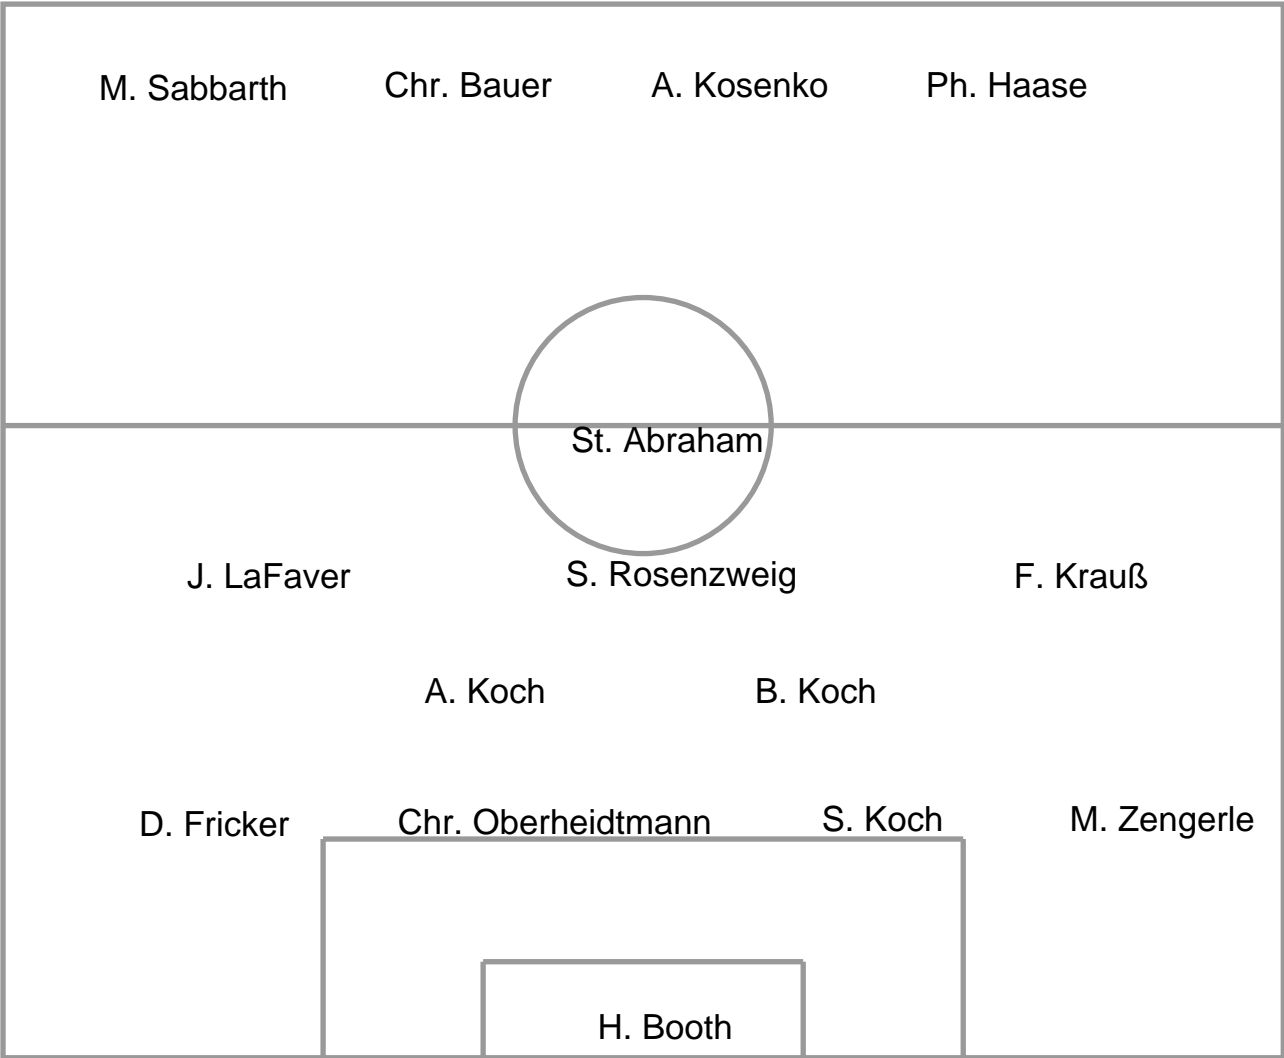 M. Sabbarth Chr. Bauer A. Kosenko Ph. Haase
St. Abraham
J. LaFaver S. Rosenzweig F. Krauß
A. Koch B. Koch
D. Fricker Chr. Oberheidtmann S. Koch M. Zengerle
H. Booth